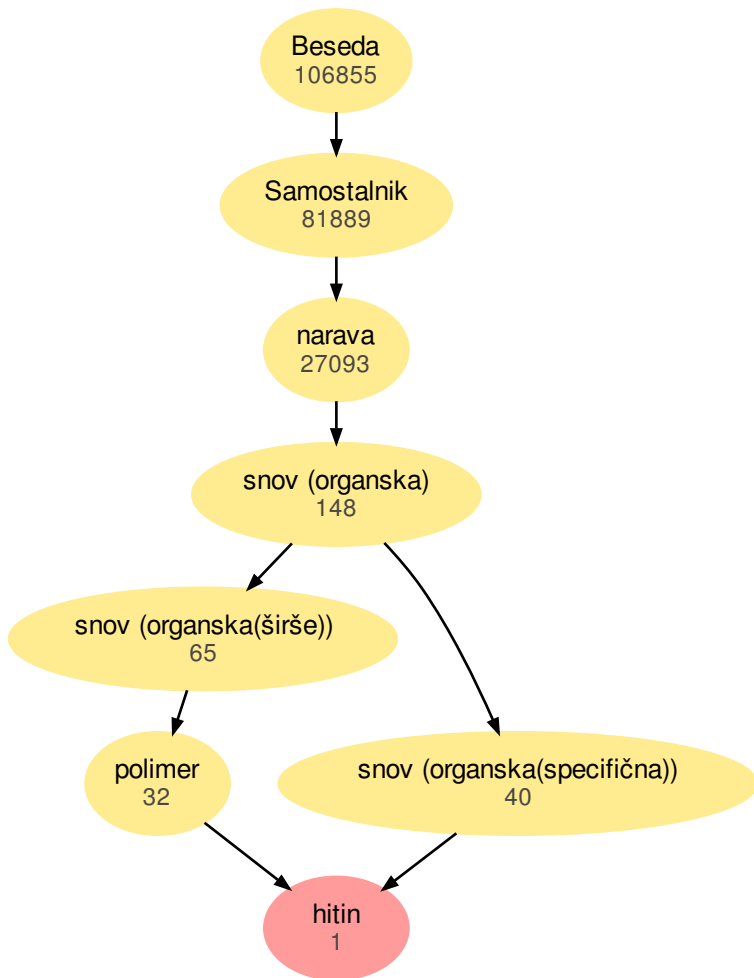 Beseda
106855
Samostalnik
81889
narava
27093
snov (organska)
148
snov (organska(širše))
65
polimer
32
snov (organska(specifična))
40
hitin
1